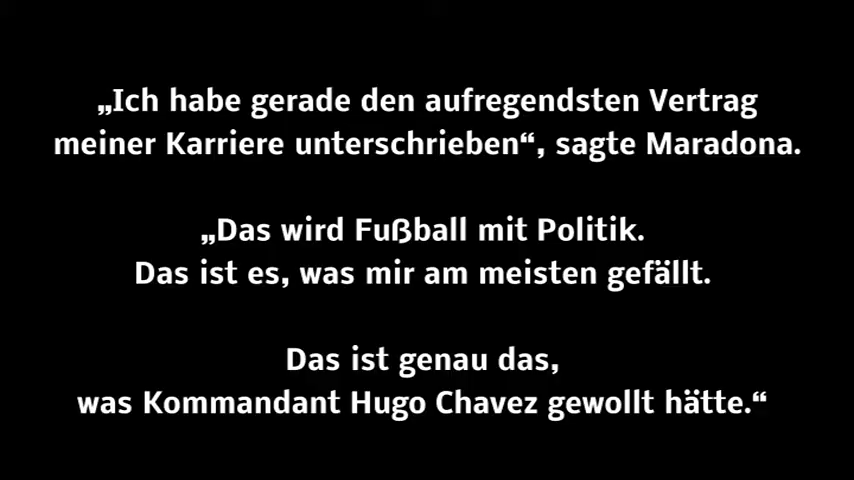 „Ich habe gerade den aufregendsten Vertrag
meiner Karriere unterschrieben“, sagte Maradona.
„Das wird Fußball mit Politik.
Das ist es, was mir am meisten gefällt.
Das ist genau das,
was Kommandant Hugo Chavez gewollt hätte.“